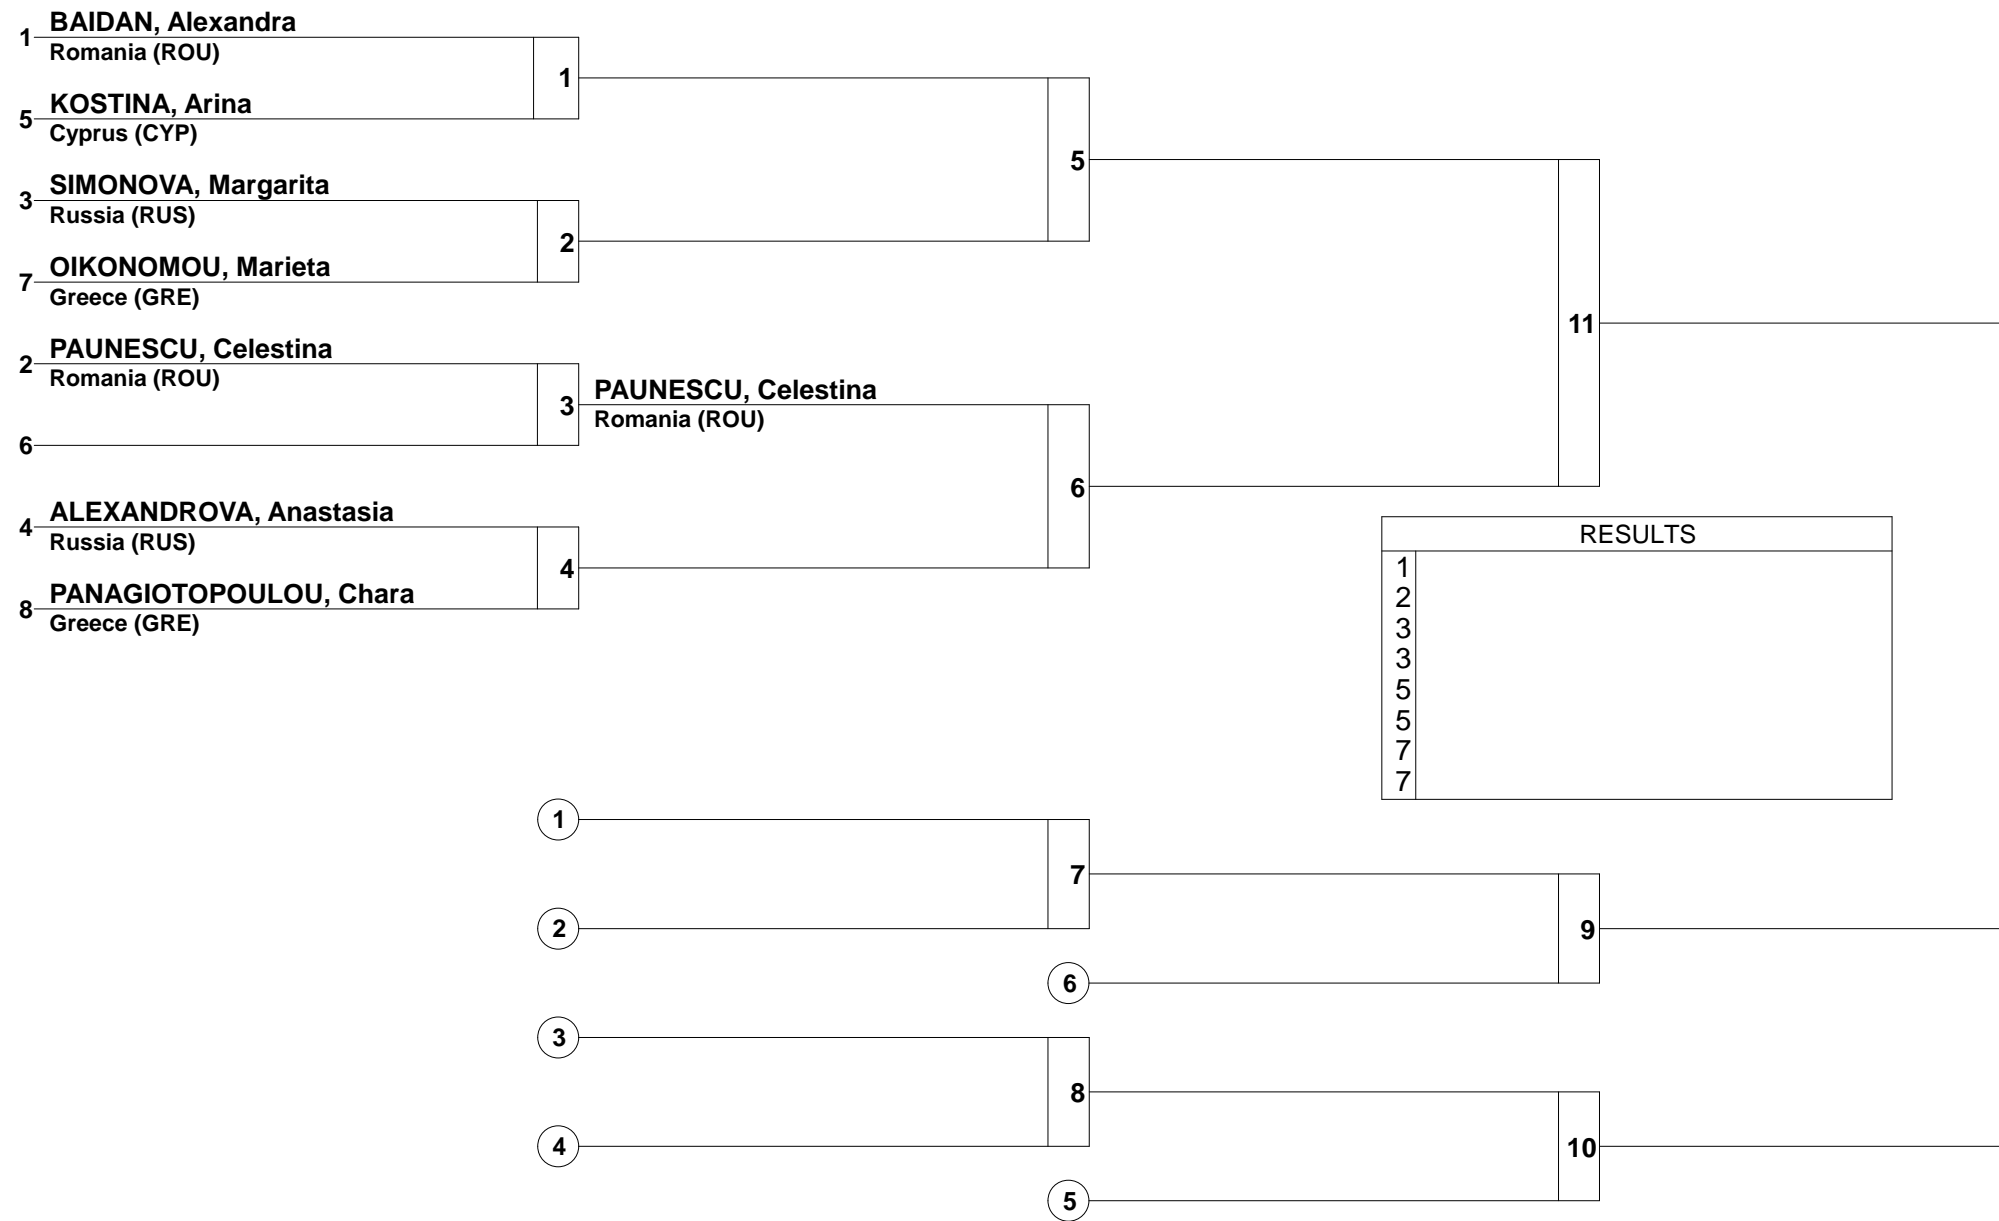 1 BAIDAN, Alexandra
Romania (ROU)
1
5 KOSTINA, Arina
Cyprus (CYP)
5
3 SIMONOVA, Margarita
Russia (RUS)
2
7 OIKONOMOU, Marieta
Greece (GRE)
11
2 PAUNESCU, Celestina
Romania (ROU)
3 PAUNESCU, Celestina
Romania (ROU)
6
6
4 ALEXANDROVA, Anastasia
Russia (RUS)
4
8 PANAGIOTOPOULOU, Chara
Greece (GRE)
RESULTS
1
2
3
3
5
5
7
7
1
7
2
9
6
3
8
4
10
5